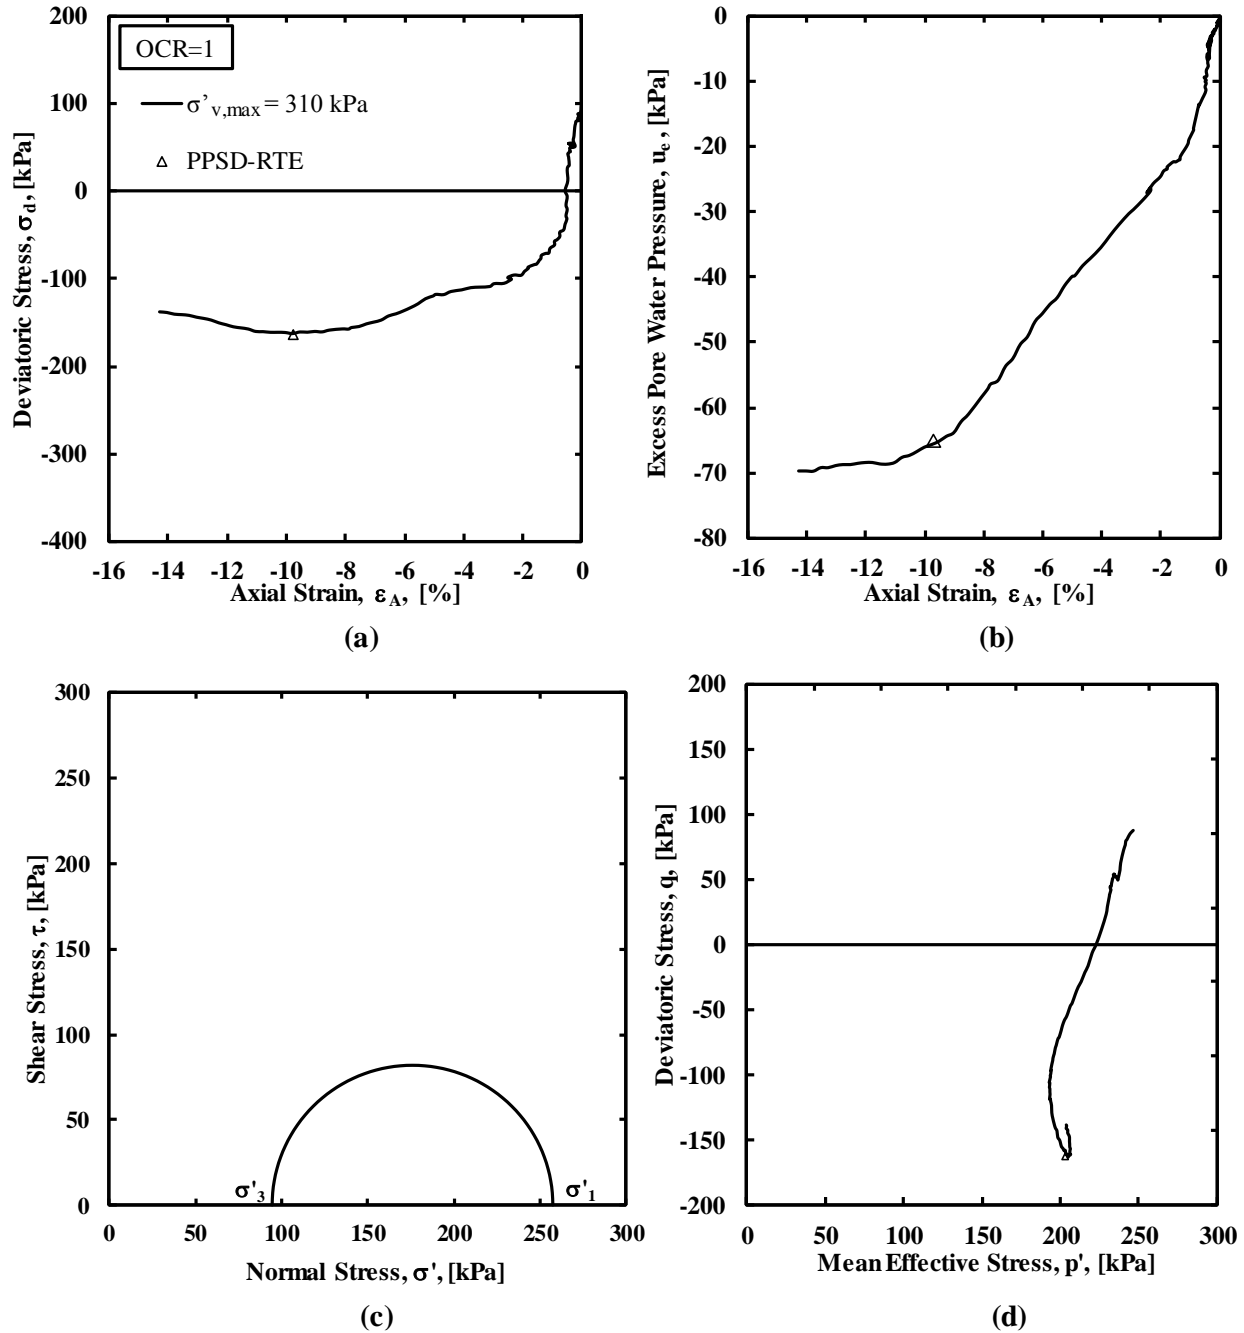 200
100
0
-100
-200
-300
-400
Deviatoric Stress, σd, [kPa]
OCR=1
σ’v,max = 310 kPa
PPSD-RTE
-16 -14 -12 -10 -8 -6 -4 -2 0
Axial Strain, εA, [%]
(a)
0
-10
-20
-30
-40
-50
-60
-70
-80
Excess Pore Water Pressure, ue, [kPa]
-16 -14 -12 -10 -8 -6 -4 -2 0
Axial Strain, εA, [%]
(b)
300
250
200
150
100
50
0
Shear Stress, τ, [kPa]
σ'3
σ'1
0 50 100 150 200 250 300
Normal Stress, σ', [kPa]
(c)
200
150
100
50
0
-50
-100
-150
-200
Deviatoric Stress, q, [kPa]
0 50 100 150 200 250 300
Mean Effective Stress, p', [kPa]
(d)